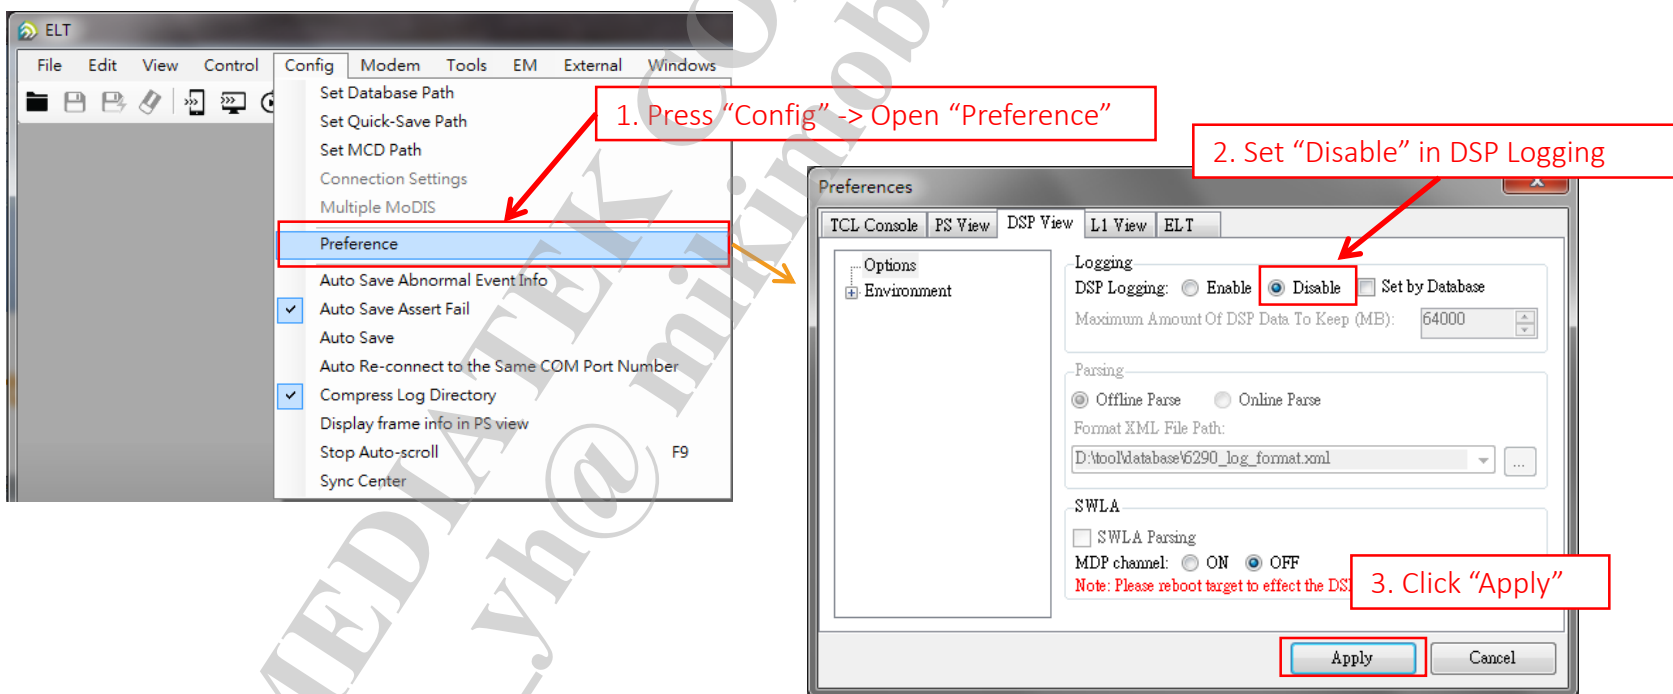 ELT
File Edit View Control Config Modem Tools EM External Windows
Set Database Path
Set Quick-Save Path
Set MCD Path
Connection Settings
Multiple MoDIS
Preference
Auto Save Abnormal Event Info
Auto Save Assert Fail
Auto Save
Auto Re-connect to the Same COM Port Number
Compress Log Directory
Display frame info in PS view
Stop Auto-scroll F9
Sync Center
1. Press “Config” -> Open “Preference”
2. Set “Disable” in DSP Logging
Preferences
TCL Console PS View DSP View L1 View ELT
Options
Environment
Logging
DSP Logging: Enable Disable Set by Database
Maximum Amount Of DSP Data To Keep (MB): 64000
Parsing
Offline Parse Online Parse
Format XML File Path:
D:\tool\database\6290_log_format.xml ...
SWLA
SWLA Parsing
MDP channel: ON OFF
Note: Please reboot target to effect the DS
3. Click “Apply”
Apply Cancel
MEDIATEK CO
_yh@mikimob